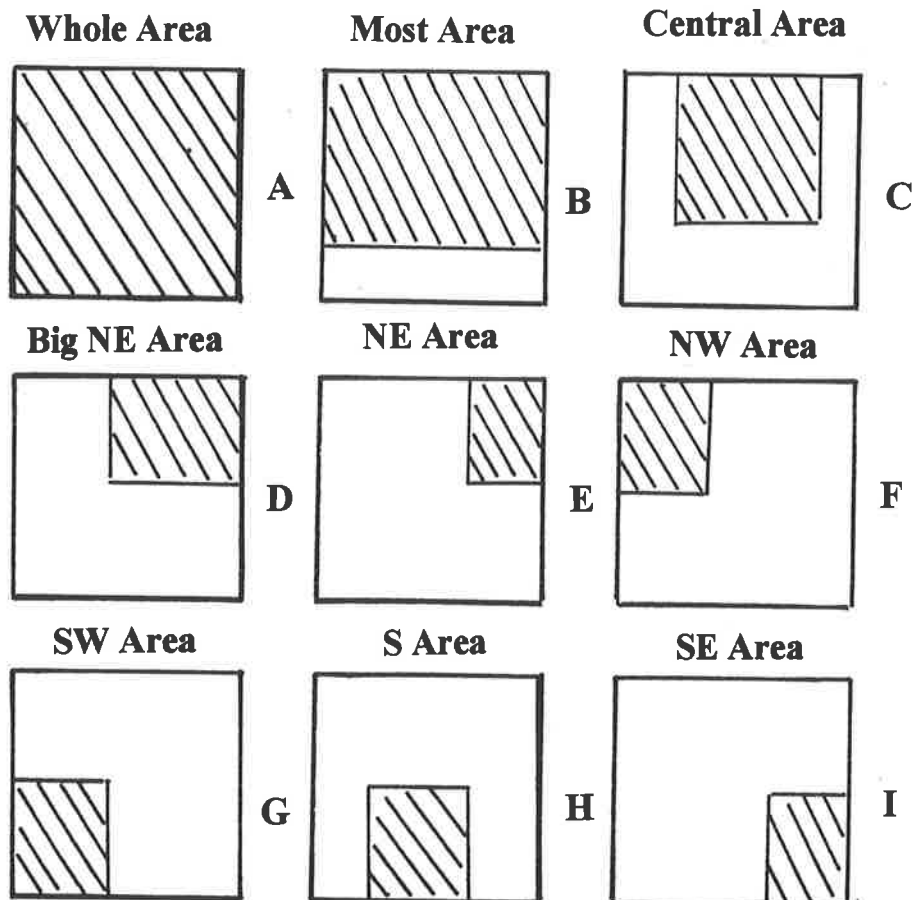 Whole Area
Most Area
Central Area
A
B
C
Big NE Area
NE Area
NW Area
D
E
F
SW Area
S Area
SE Area
G
H
I